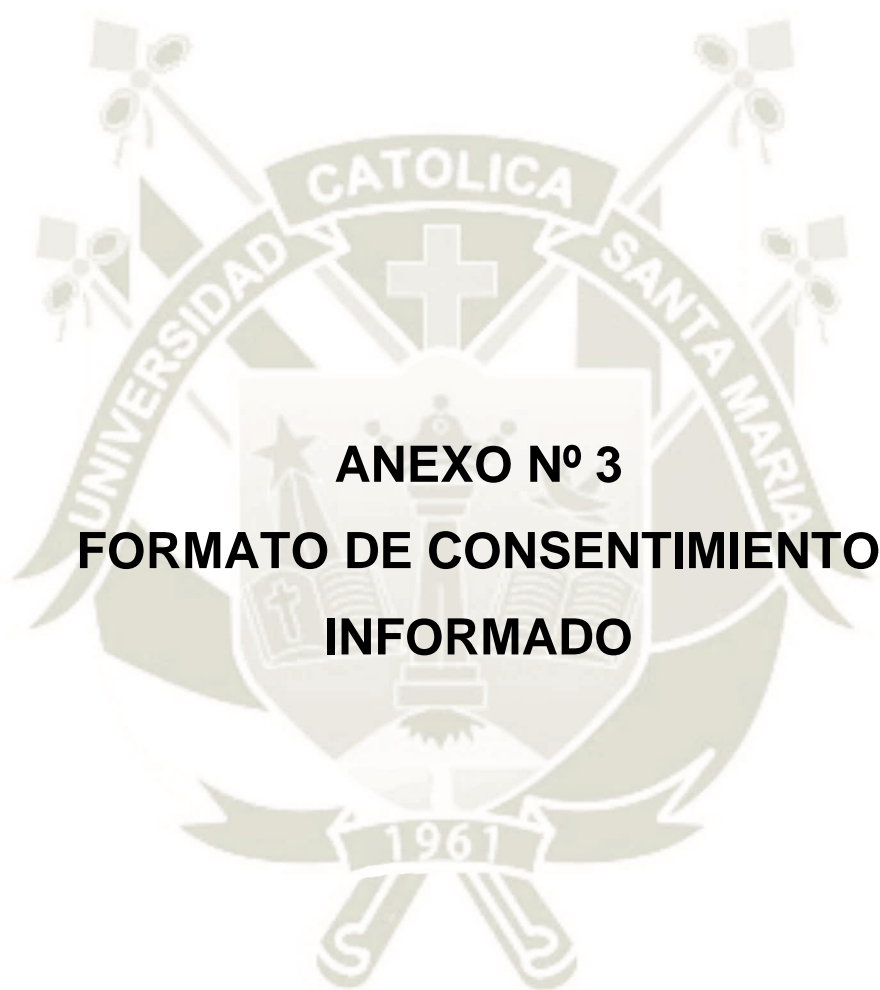 CATOLICA
UNIVERSIDAD
SANTA MARIA
ANEXO Nº 3
FORMATO DE CONSENTIMIENTO
INFORMADO
1961